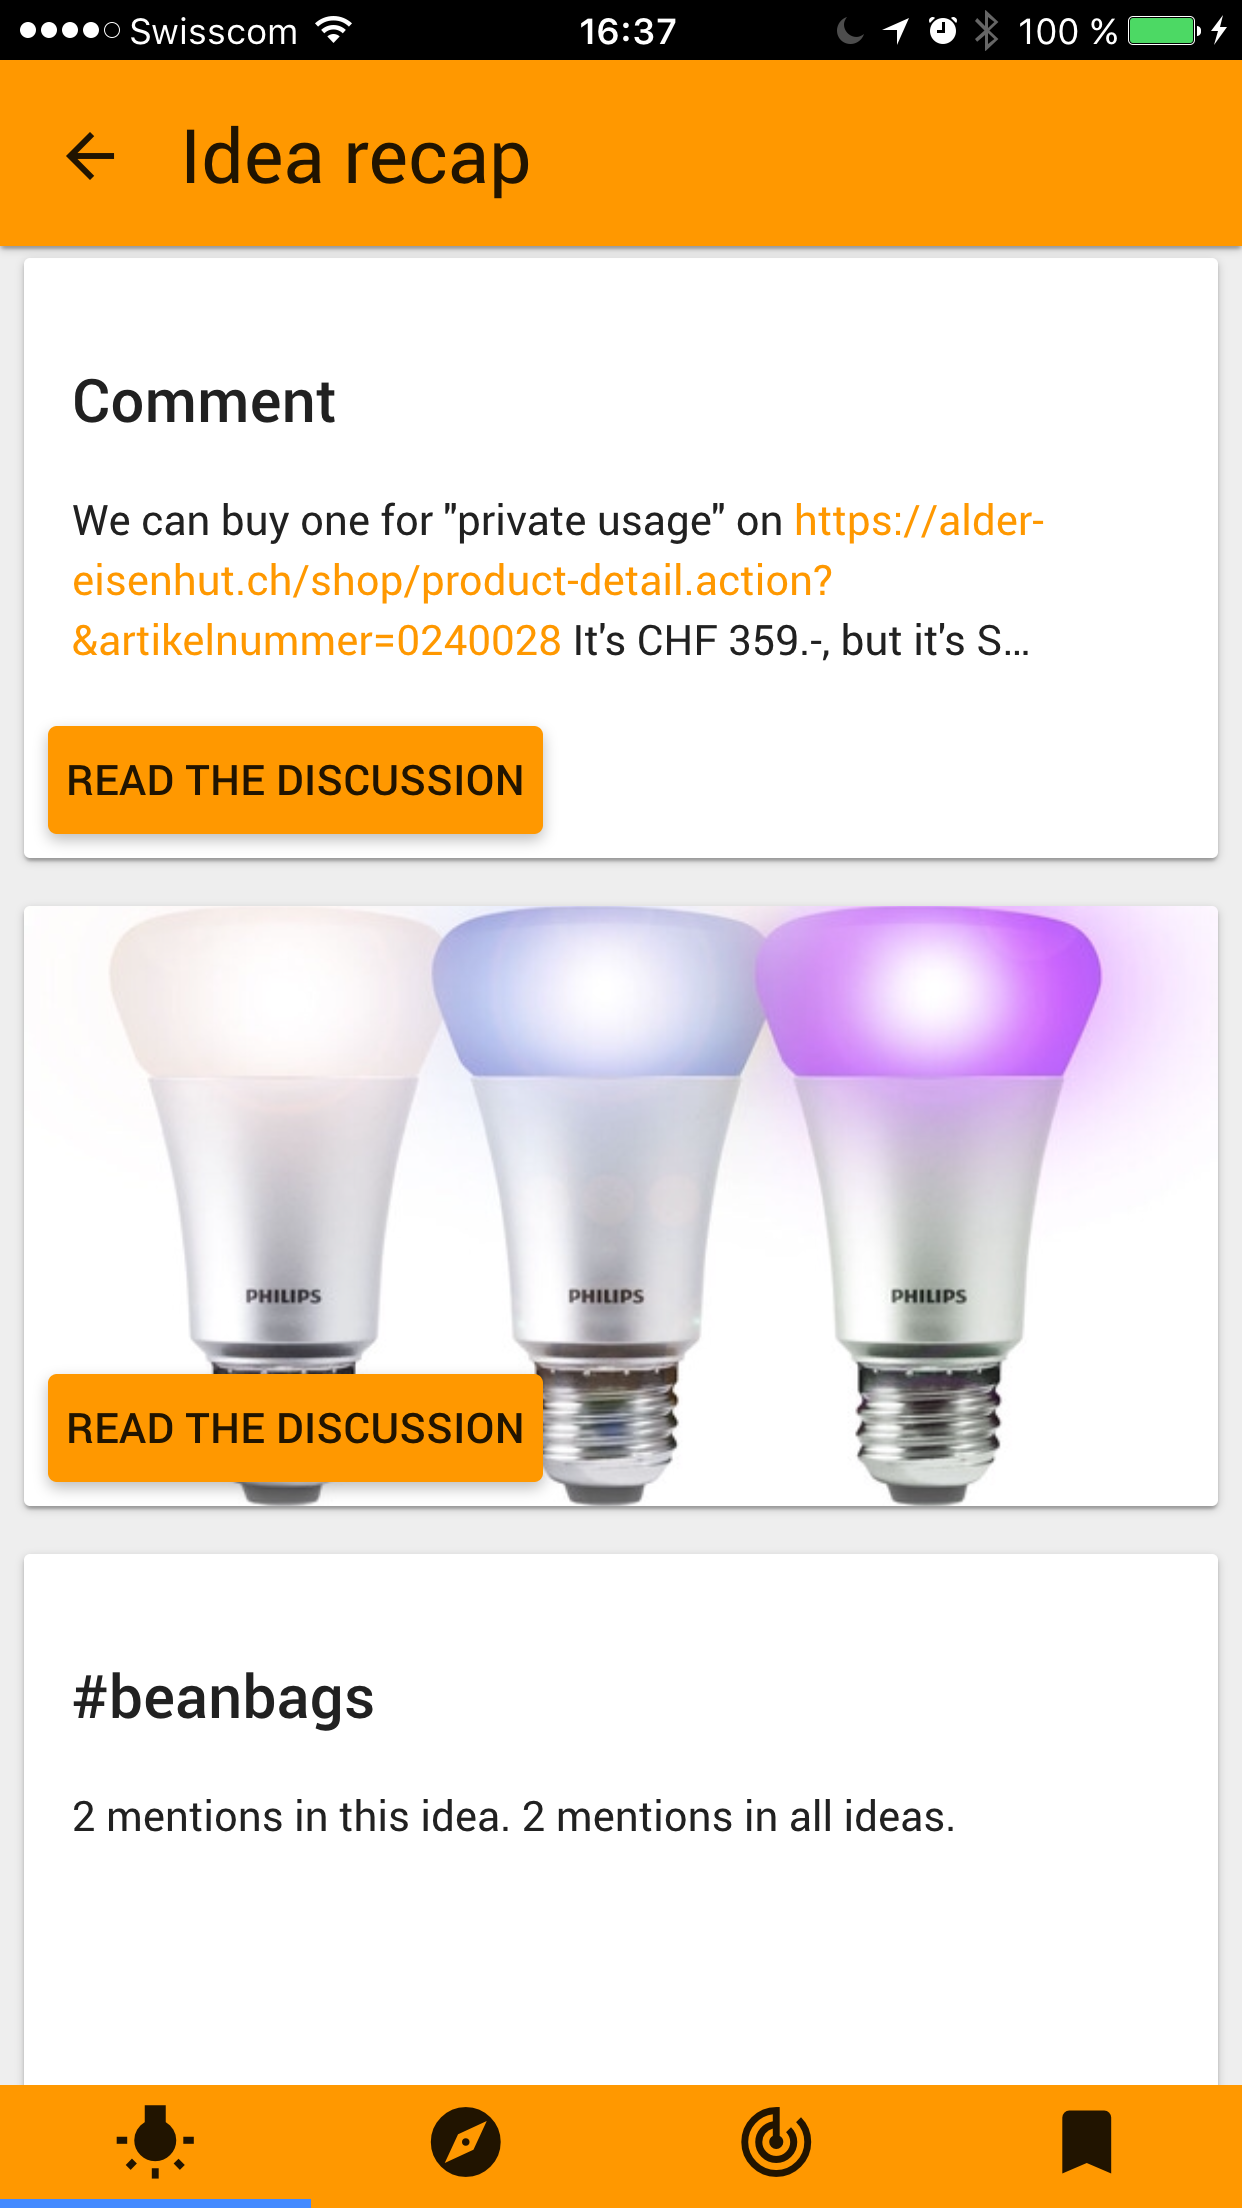 Swisscom 16:37 100 %
Idea recap
Comment
We can buy one for "private usage" on https://alder-
eisenhut.ch/shop/product-detail.action?
&artikelnummer=0240028 It's CHF 359.-, but it's S...
READ THE DISCUSSION
PHILIPS PHILIPS PHILIPS
READ THE DISCUSSION
#beanbags
2 mentions in this idea. 2 mentions in all ideas.